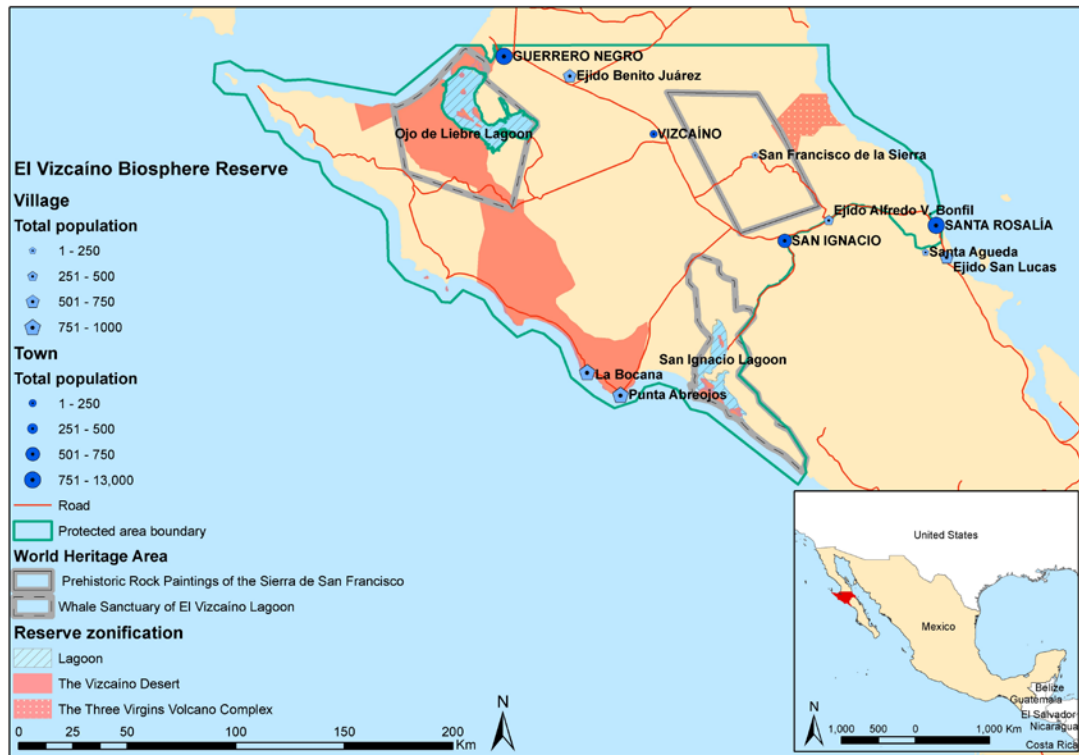 GUERRERO NEGRO
Ejido Benito Juárez
Ojo de Liebre Lagoon
VIZCAÍNO
San Francisco de la Sierra
Ejido Alfredo V. Bonfil
SANTA ROSALÍA
SAN IGNACIO
Santa Agueda
Ejido San Lucas
San Ignacio Lagoon
La Bocana
Punta Abreojos
El Vizcaíno Biosphere Reserve
Village
Total population
1 - 250
251 - 500
501 - 750
751 - 1000
Town
Total population
1 - 250
251 - 500
501 - 750
751 - 13,000
Road
Protected area boundary
World Heritage Area
Prehistoric Rock Paintings of the Sierra de San Francisco
Whale Sanctuary of El Vizcaíno Lagoon
Reserve zonification
Lagoon
The Vizcaíno Desert
The Three Virgins Volcano Complex
0 50 100 200
Km
N
United States
Mexico
Belize
Guatemala
El Salvador
Nicaragua
Costa Rica
N
1,000 500 0 1,000 Km